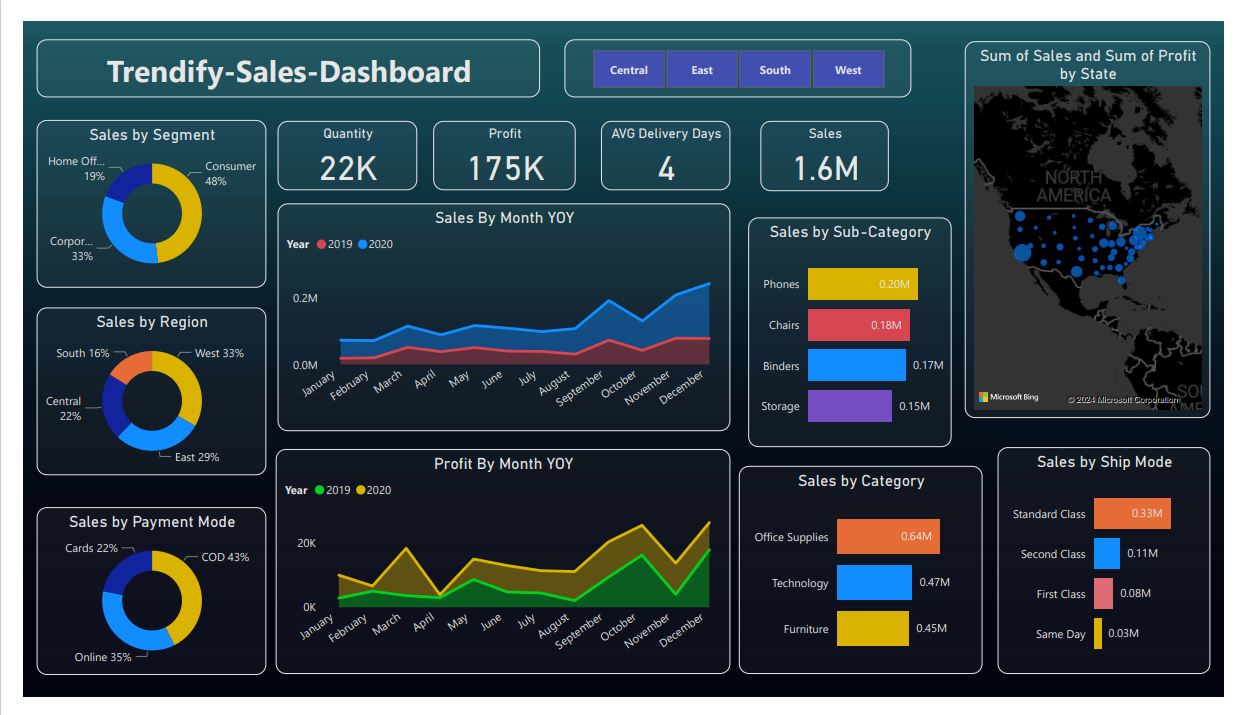 Trendify-Sales-Dashboard
Central
East
South
West
Sum of Sales and Sum of Profit
by State
NORTH
AMERICA
Microsoft Bing
© 2024 Microsoft Corporation
Sales by Segment
Home Off...
19%
Consumer
48%
Corpor...
33%
Quantity
22K
Profit
175K
AVG Delivery Days
4
Sales
1.6M
Sales By Month YOY
Year 2019 2020
0.2M
0.0M
January
February
March
April
May
June
July
August
September
October
November
December
Sales by Sub-Category
Phones 0.20M
Chairs 0.18M
Binders 0.17M
Storage 0.15M
Sales by Region
South 16%
West 33%
Central
22%
East 29%
Profit By Month YOY
Year 2019 2020
20K
0K
January
February
March
April
May
June
July
August
September
October
November
December
Sales by Category
Office Supplies 0.64M
Technology 0.47M
Furniture 0.45M
Sales by Ship Mode
Standard Class 0.33M
Second Class 0.11M
First Class 0.08M
Same Day 0.03M
Sales by Payment Mode
Cards 22%
COD 43%
Online 35%